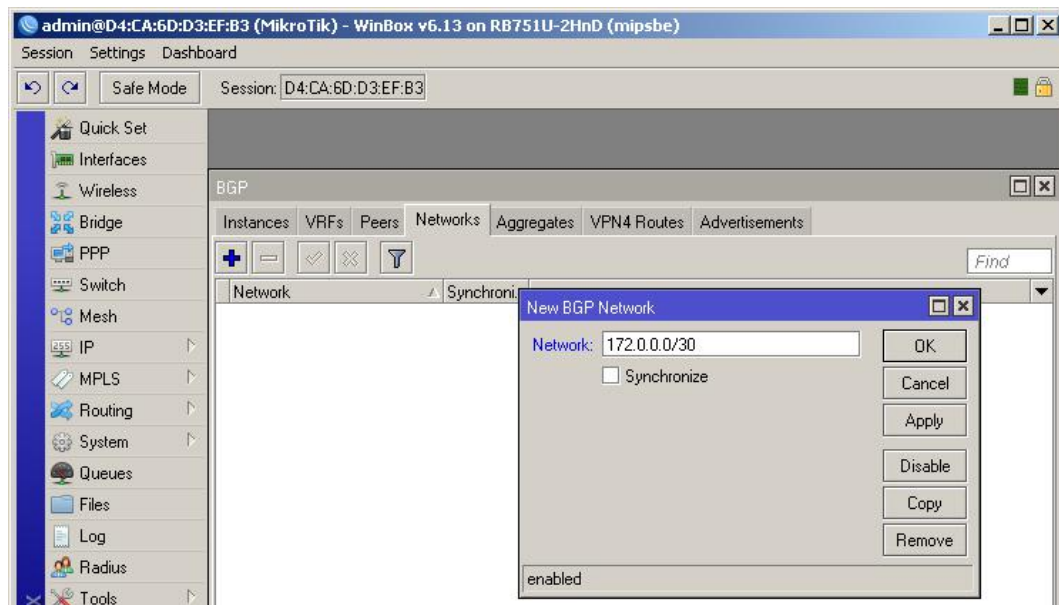 admin@D4:CA:6D:D3:EF:B3 (MikroTik) - WinBox v6.13 on RB751U-2HnD (mipsbe)
Session Settings Dashboard
Safe Mode Session: D4:CA:6D:D3:EF:B3
Quick Set
Interfaces
Wireless
Bridge
PPP
Switch
Mesh
IP
MPLS
Routing
System
Queues
Files
Log
Radius
Tools
BGP
Instances VRFs Peers Networks Aggregates VPN4 Routes Advertisements
Find
Network Synchroni...
New BGP Network
Network: 172.0.0.0/30
Synchronize
OK
Cancel
Apply
Disable
Copy
Remove
enabled